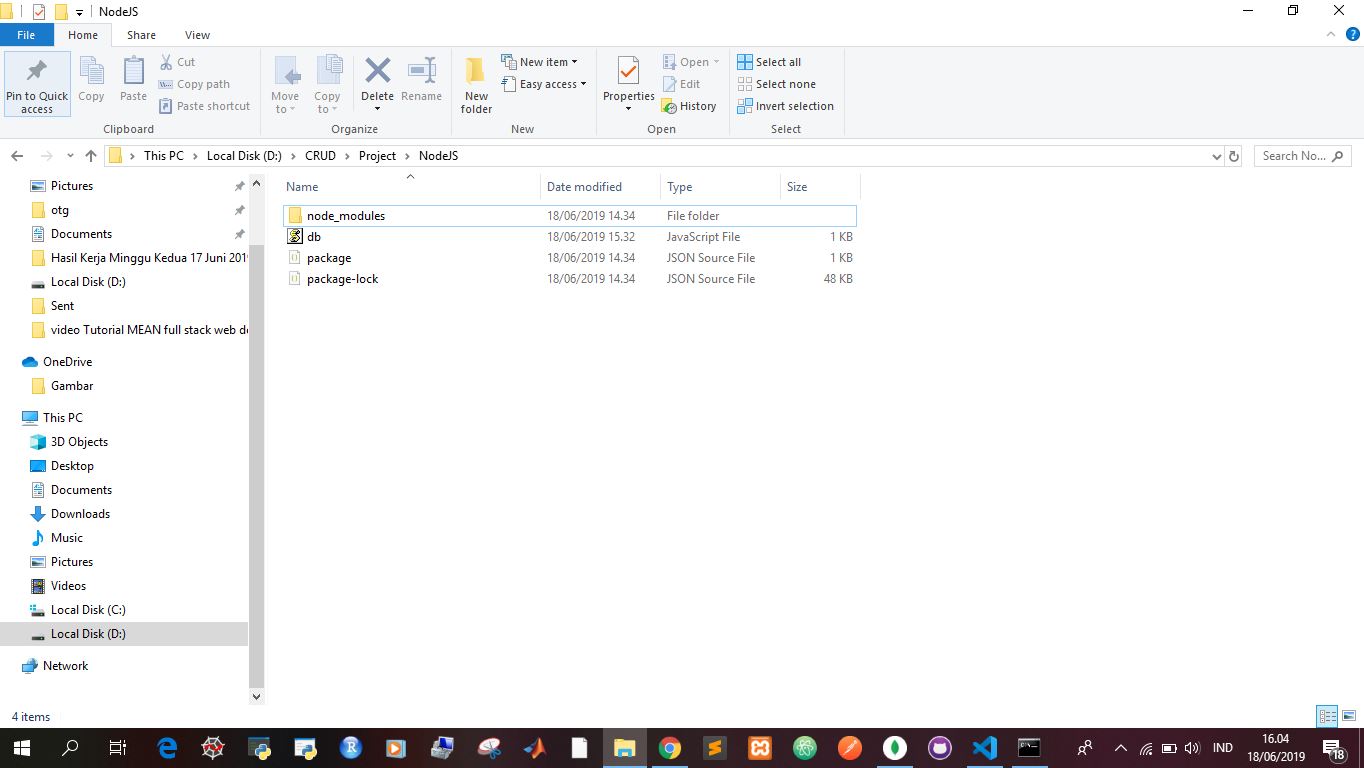 NodeJS
File Home Share View
Pin to Quick access
Copy
Paste
Cut
Copy path
Paste shortcut
Clipboard
Move to
Copy to
Delete
Rename
Organize
New folder
New item
Easy access
New
Properties
Open
Edit
History
Open
Select all
Select none
Invert selection
Select
This PC > Local Disk (D:) > CRUD > Project > NodeJS
Search No...
Pictures
otg
Documents
Hasil Kerja Minggu Kedua 17 Juni 201
Local Disk (D:)
Sent
video Tutorial MEAN full stack web de
OneDrive
Gambar
This PC
3D Objects
Desktop
Documents
Downloads
Music
Pictures
Videos
Local Disk (C:)
Local Disk (D:)
Network
Name Date modified Type Size
node_modules 18/06/2019 14.34 File folder
db 18/06/2019 15.32 JavaScript File 1 KB
package 18/06/2019 14.34 JSON Source File 1 KB
package-lock 18/06/2019 14.34 JSON Source File 48 KB
4 items
IND
16.04
18/06/2019
18